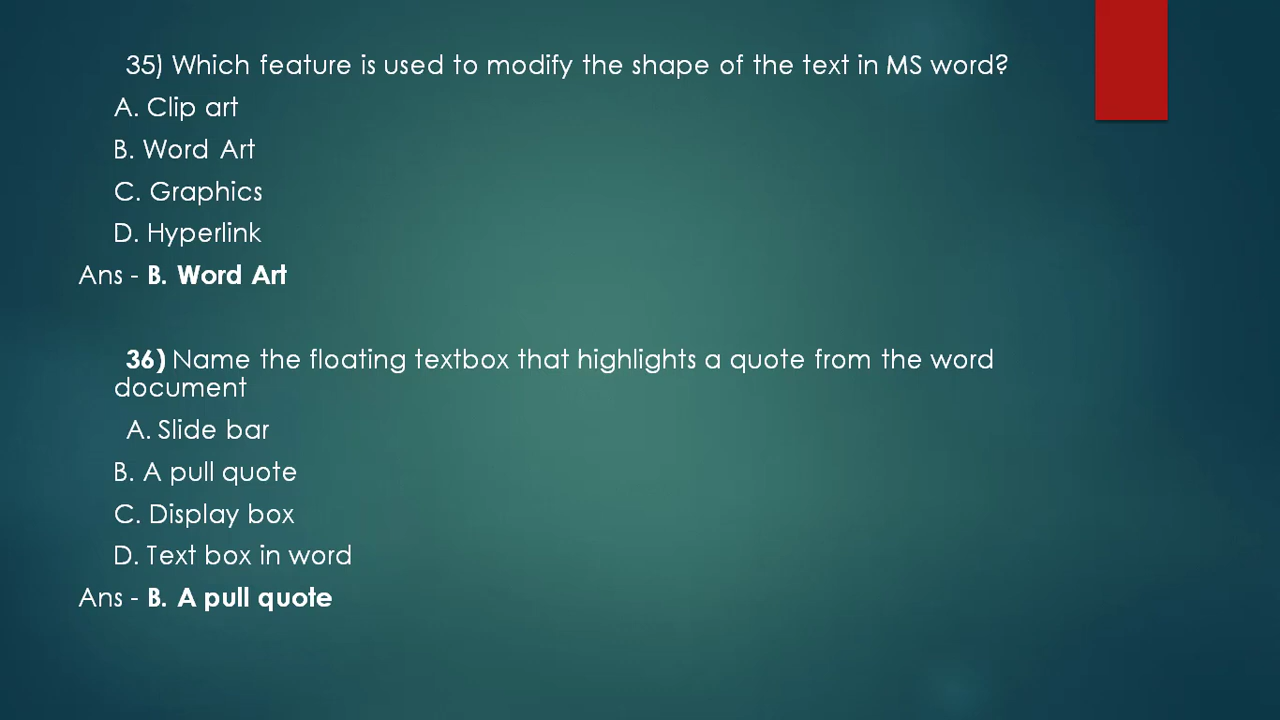 35) Which feature is used to modify the shape of the text in MS word?
A. Clip art
B. Word Art
C. Graphics
D. Hyperlink
Ans - B. Word Art
36) Name the floating textbox that highlights a quote from the word
document
A. Slide bar
B. A pull quote
C. Display box
D. Text box in word
Ans - B. A pull quote